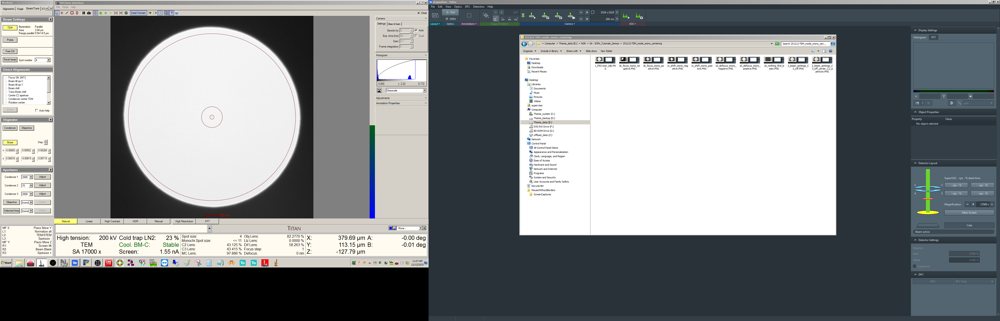 Workset
Alignments Stage Beam/Tune STI
Beam Settings
TEM
Illumination Parallel
Area 2.04 µm
Range parallel 0.54-14.5 µm
Probe
Free Ctrl
Reset beam Spot number 4
Direct Alignments
Focus Slit [INT]
Beam tilt pp X
Beam tilt pp Y
Beam shift
Tomo Beam shift
Center C2 aperture
Condenser center TEM
Rotation center
Done Auto help
Stigmator
Condenser Objective
None Step:
x -0.00083 0.00502 0.00260
y 0.00018 -0.00819 0.00119
Apertures
Condenser 1 2000 Adjust
Condenser 2 70 Adjust
Condenser 3 2000 Adjust
Objective [none] Adjust
Selected Area [none] Adjust
MF X: Piezo Move Y
L1: Normalize all
L2: TEM/STEM
L3: Spotsize -
MF Y: Piezo Move Z
R1: Screen lift
R2: Beam Blank
R3: Spotsize +
TEM User Interface
File Mode Help
Insert Screen
Close
Camera
Settings Bias & Gain
Sensitivity: 9 Auto
Exp. time [ms]: 50 Dual
Gain: 0.7
Frame integration: 1
Histogram
0.000 γ: 2.22 0.772
Greyscale
Adjustments
Annotation Properties
200 nm
Natural Linear High Contrast HDR Manual High Resolution FFT
TITAN
- None -
High tension: 200 kV
TEM
SA 17000 x
Cold trap LN2: 23 %
Cool. BM-C: Stable
Screen: 1.55 nA
Spot size: 4
Monochr.Spot size: <= 11
C2 Lens: 43.125 %
C3 Lens: 43.415 %
MC Lens: 97.886 %
Obj Lens: 82.2770 %
Ltz Lens: 0.0000 %
Dif Lens: 58.263 %
Focus step: 1
Defocus: 0 nm
X: 379.69 µm A: -0.00 deg
Y: 113.15 µm B: -0.01 deg
Z: -127.79 µm
Start
Ve
To To
11:07 AM
12/12/2025
Ve Acquisition - Velox
File Edit View Optics DPC Detectors Help
TEM
STEM
0.0°
1024 x 1024
200 ms
Layout Optics Annotations Image Rotation Camera EDS
251212-TEM_mode_mono_centering
Computer Themis_data (E:) NGR 00 - SOPs_Tutorials_Demos 251212-TEM_mode_mono_centering
Search 251212-TEM_mode_mono_cen...
Organize Include in library Share with Slide show New folder
Favorites
Desktop
Downloads
Recent Places
Desktop
Libraries
Documents
Music
Pictures
Videos
supervisor
Computer
Themis_system (C:)
Themis_backup (D:)
Themis_data (E:)
DVD RW Drive (F:)
BD-ROM Drive (G:)
offload_data (Z:)
Network
Control Panel
All Control Panel Items
Appearance and Personalization
Clock, Language, and Region
Ease of Access
Hardware and Sound
Network and Internet
Programs
System and Security
User Accounts and Family Safety
Recycle Bin
MouseWithoutBorders
ScreenCaptures
1_FEG-mon_tab.PNG
1b_focus_mono_negative.PNG
1b_focus_mono_positive.PNG
1c_shift_mono_negative.PNG
1c_shift_mono_positive.PNG
1d_defocus_mono_negative.PNG
1d_defocus_mono_positive.PNG
1e_nothing_find_beam.PNG
2_beam_settings_C3_off.PNG
2_beam_settings_C3_off_center_C2_aperture.PNG
Display Settings
Histogram FFT
γ
V
grey
Object Properties
Property Value
No object selected
Detector Layout
SuperXG2: - cps -% dead time
1 - cps -% 2 - cps -%
4 - cps -% 3 - cps -%
Magnification 17000 x
Main Screen
Ceta
Beam active
Detector Settings
Detector
Gain 0.000 %
Offset 0.000 %
Scope tool
DPC
DPC DPC Only